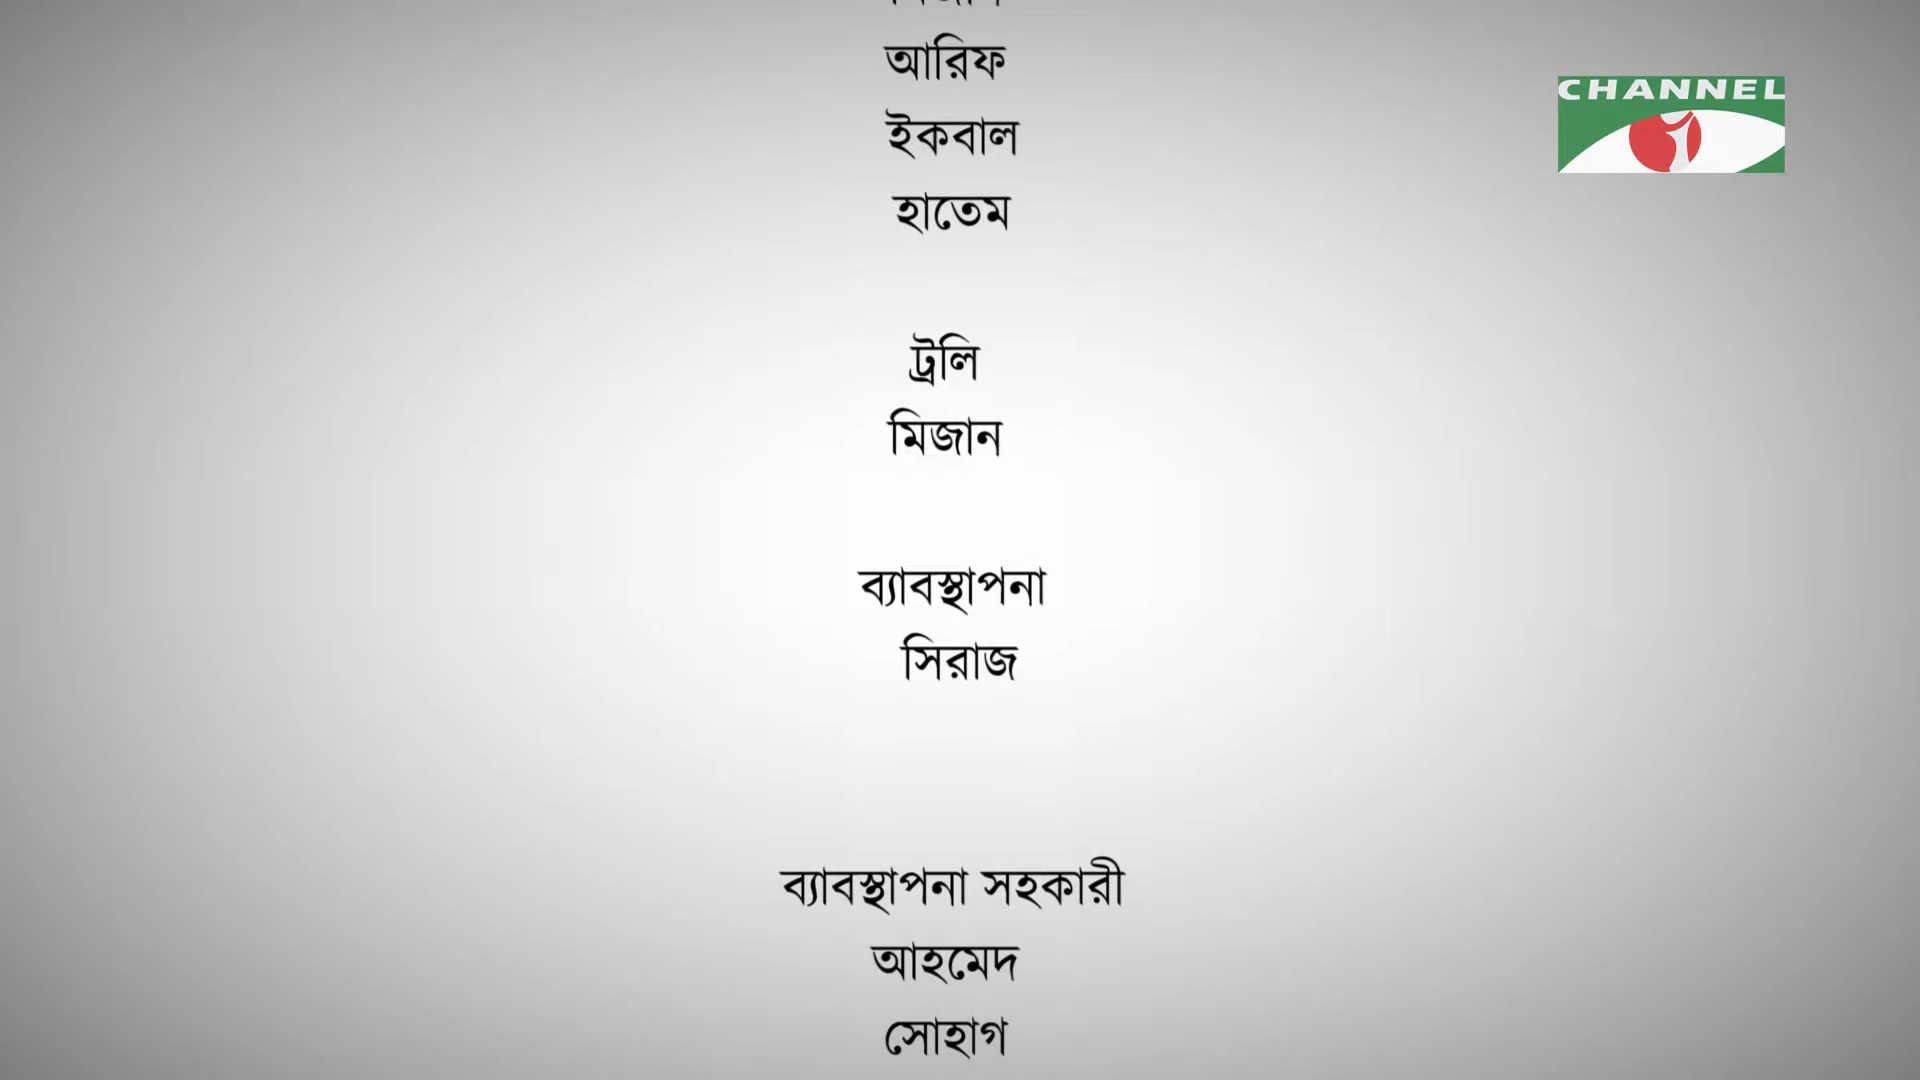 আরিফ
ইকবাল
হাতেম
CHANNEL
ট্রলি
মিজান
ব্যাবস্থাপনা
সিরাজ
ব্যাবস্থাপনা সহকারী
আহমেদ
সোহাগ